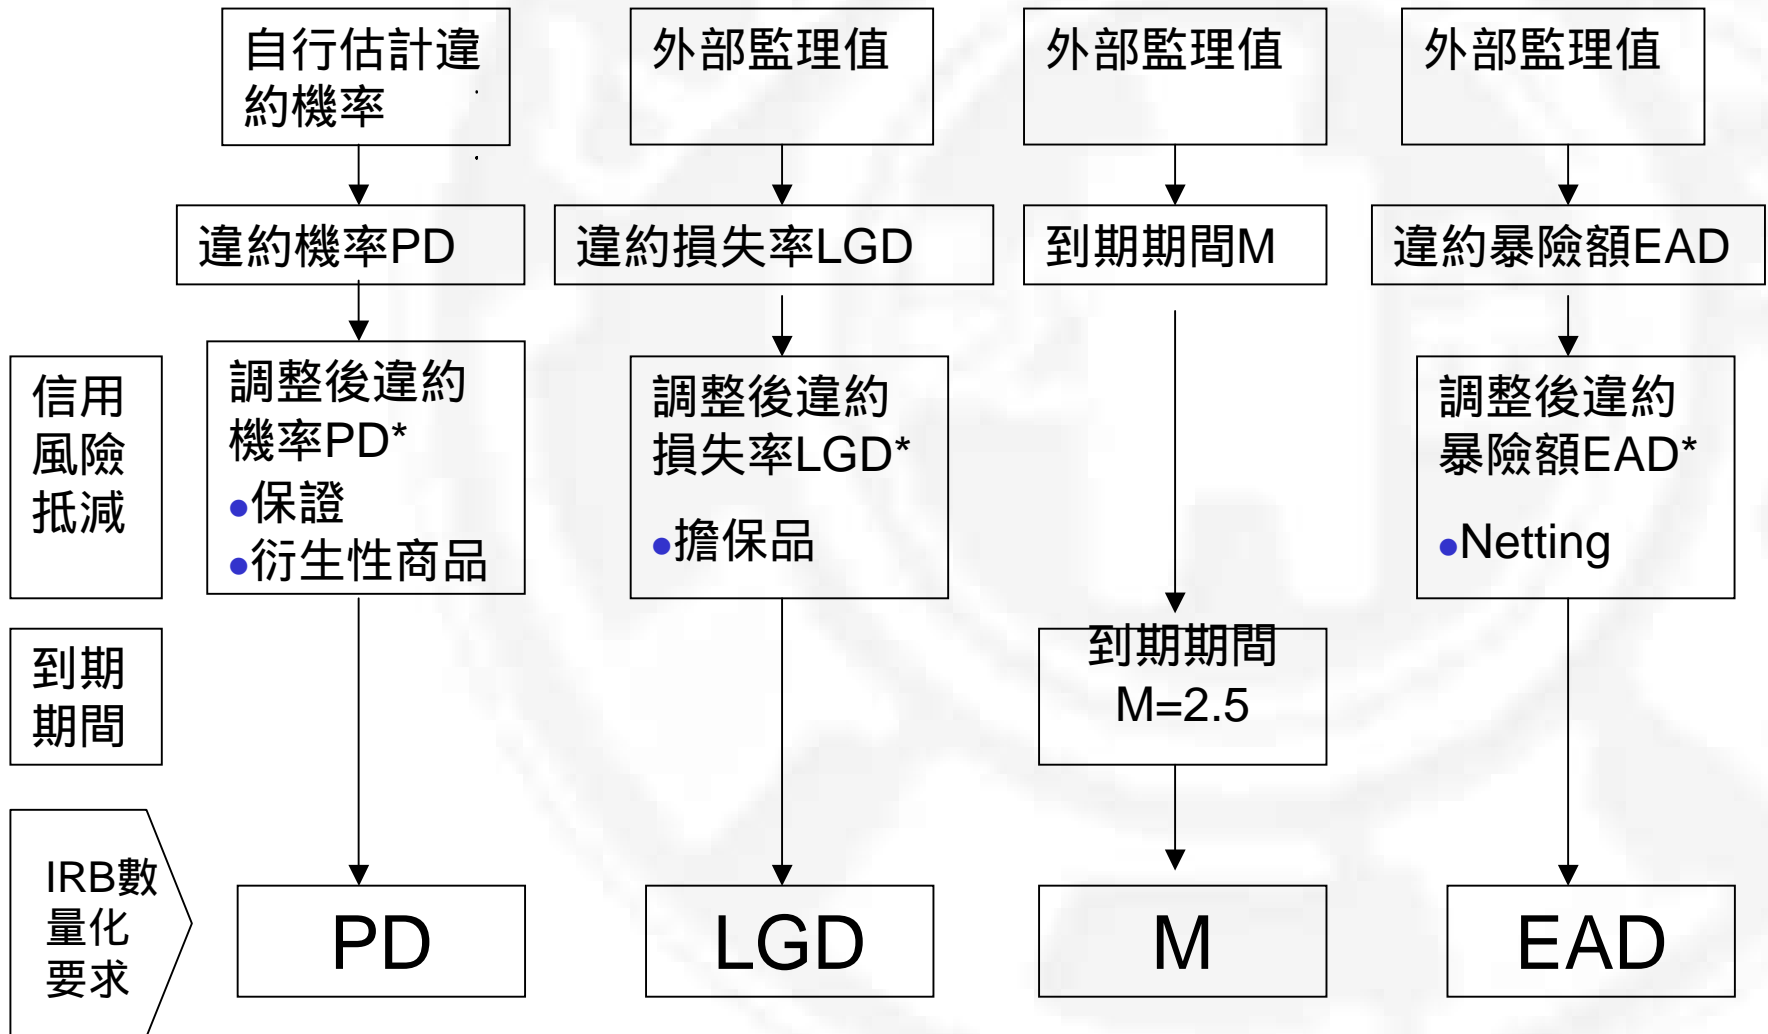 自行估計違
約機率
外部監理值
外部監理值
外部監理值
違約機率PD
違約損失率LGD
到期期間M
違約暴險額EAD
信用
風險
抵減
調整後違約
機率PD*
●保證
●衍生性商品
調整後違約
損失率LGD*
●擔保品
調整後違約
暴險額EAD*
●Netting
到期
期間
到期期間
M=2.5
IRB數
量化
要求
PD
LGD
M
EAD